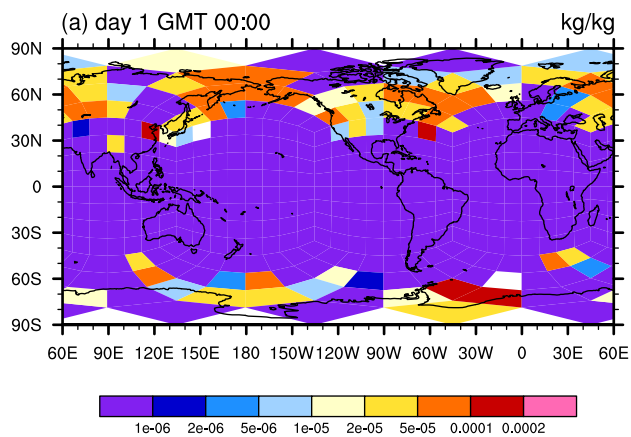 (a) day 1 GMT 00:00 kg/kg
90N
60N
30N
0
30S
60S
90S
60E 90E 120E 150E 180 150W 120W 90W 60W 30W 0 30E 60E
1e-06 2e-06 5e-06 1e-05 2e-05 5e-05 0.0001 0.0002